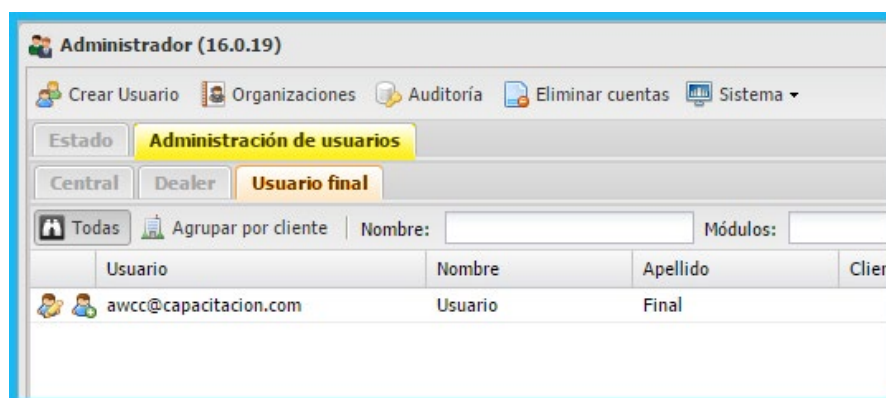 Administrador (16.0.19)
Crear Usuario Organizaciones Auditoría Eliminar cuentas Sistema
Estado Administración de usuarios
Central Dealer Usuario final
Todas Agrupar por cliente Nombre: Módulos:
Usuario Nombre Apellido
awcc@capacitacion.com Usuario Final